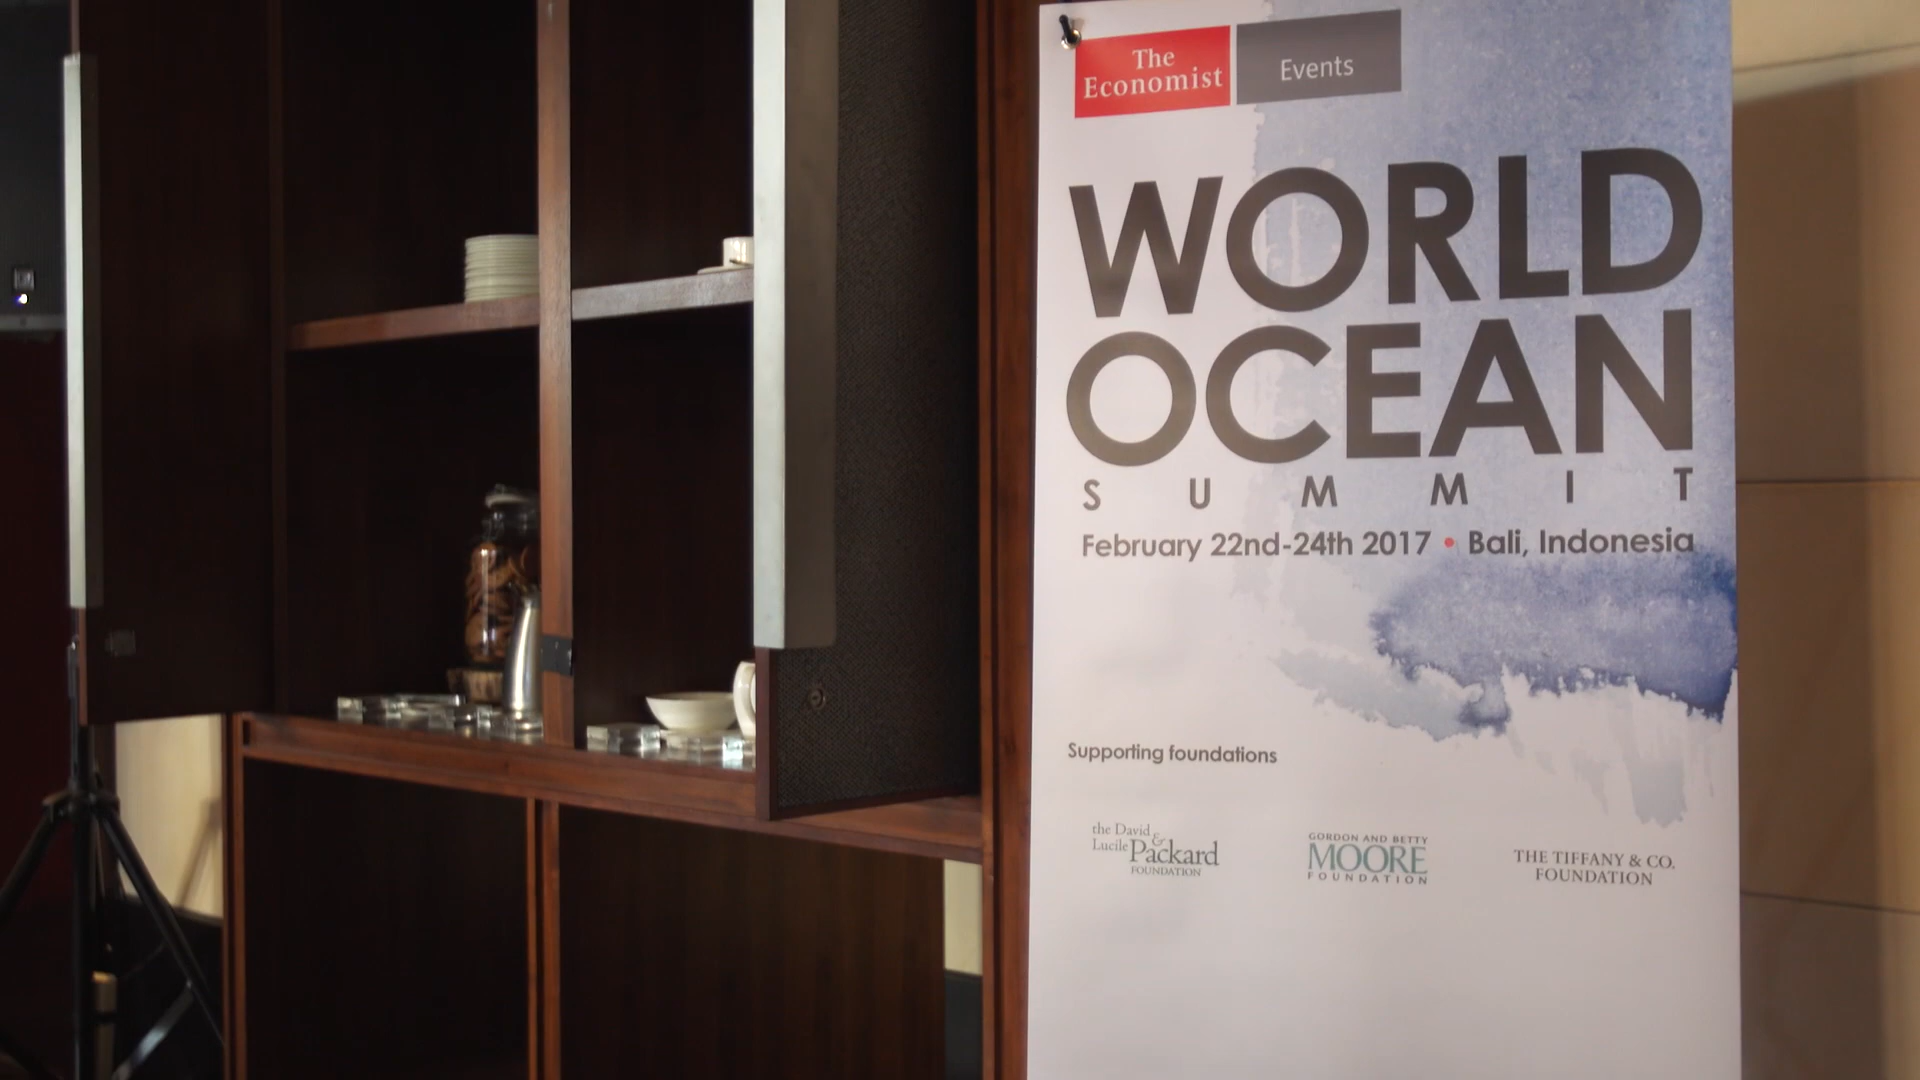 The
Economist
Events
WORLD
OCEAN
SUMMIT
February 22nd-24th 2017 • Bali, Indonesia
Supporting foundations
the David &
Lucile Packard
FOUNDATION
GORDON AND BETTY
MOORE
FOUNDATION
THE TIFFANY & CO.
FOUNDATION